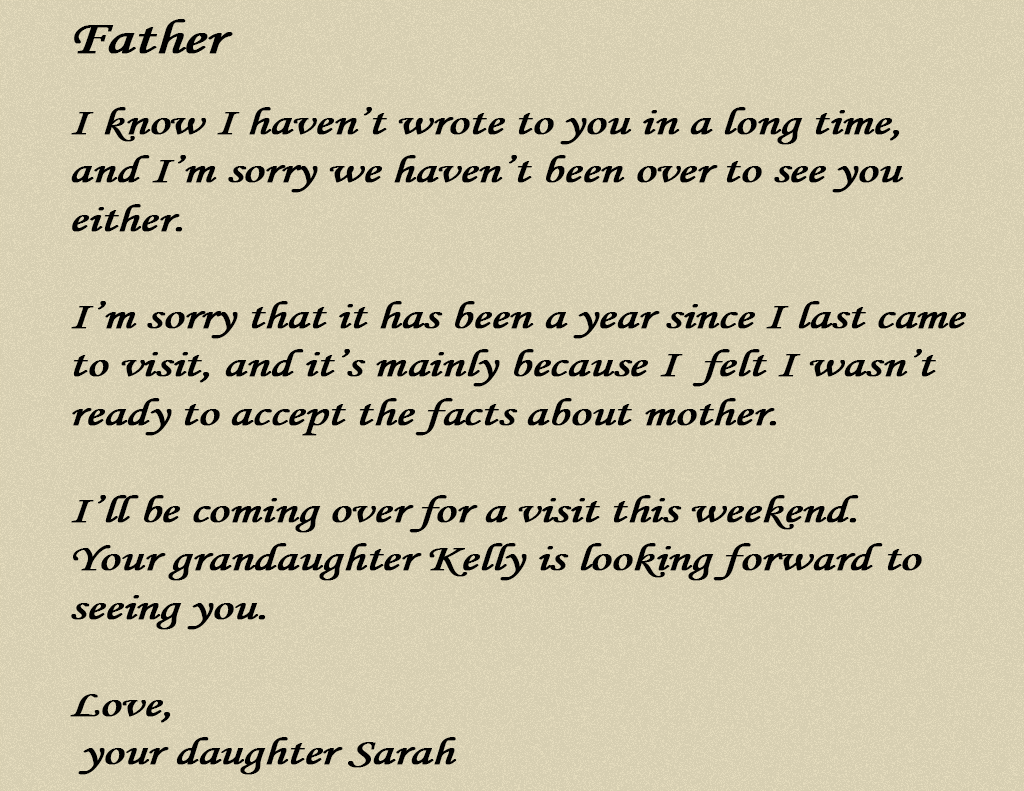 Father
I know I haven't wrote to you in a long time,
and I'm sorry we haven't been over to see you
either.
I'm sorry that it has been a year since I last came
to visit, and it's mainly because I  felt I wasn't
ready to accept the facts about mother.
I'll be coming over for a visit this weekend.
Your grandaughter Kelly is looking forward to
seeing you.
Love,
your daughter Sarah